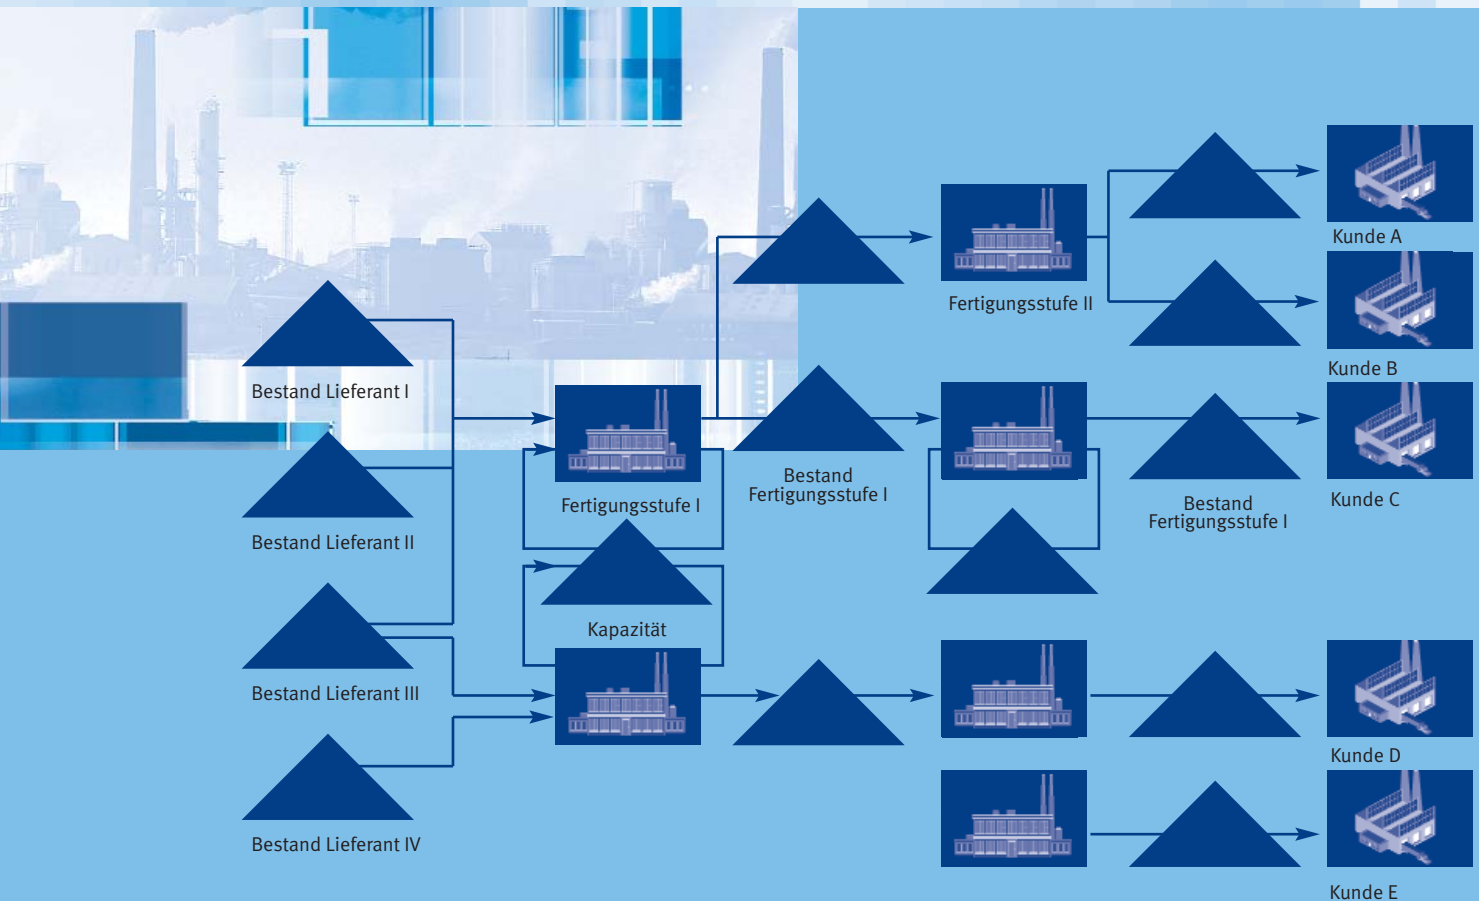 Kunde A
Fertigungsstufe II
Kunde B
Bestand Lieferant I
Bestand
Fertigungsstufe I
Kunde C
Fertigungsstufe I
Bestand
Fertigungsstufe I
Bestand Lieferant II
Kapazität
Bestand Lieferant III
Kunde D
Bestand Lieferant IV
Kunde E